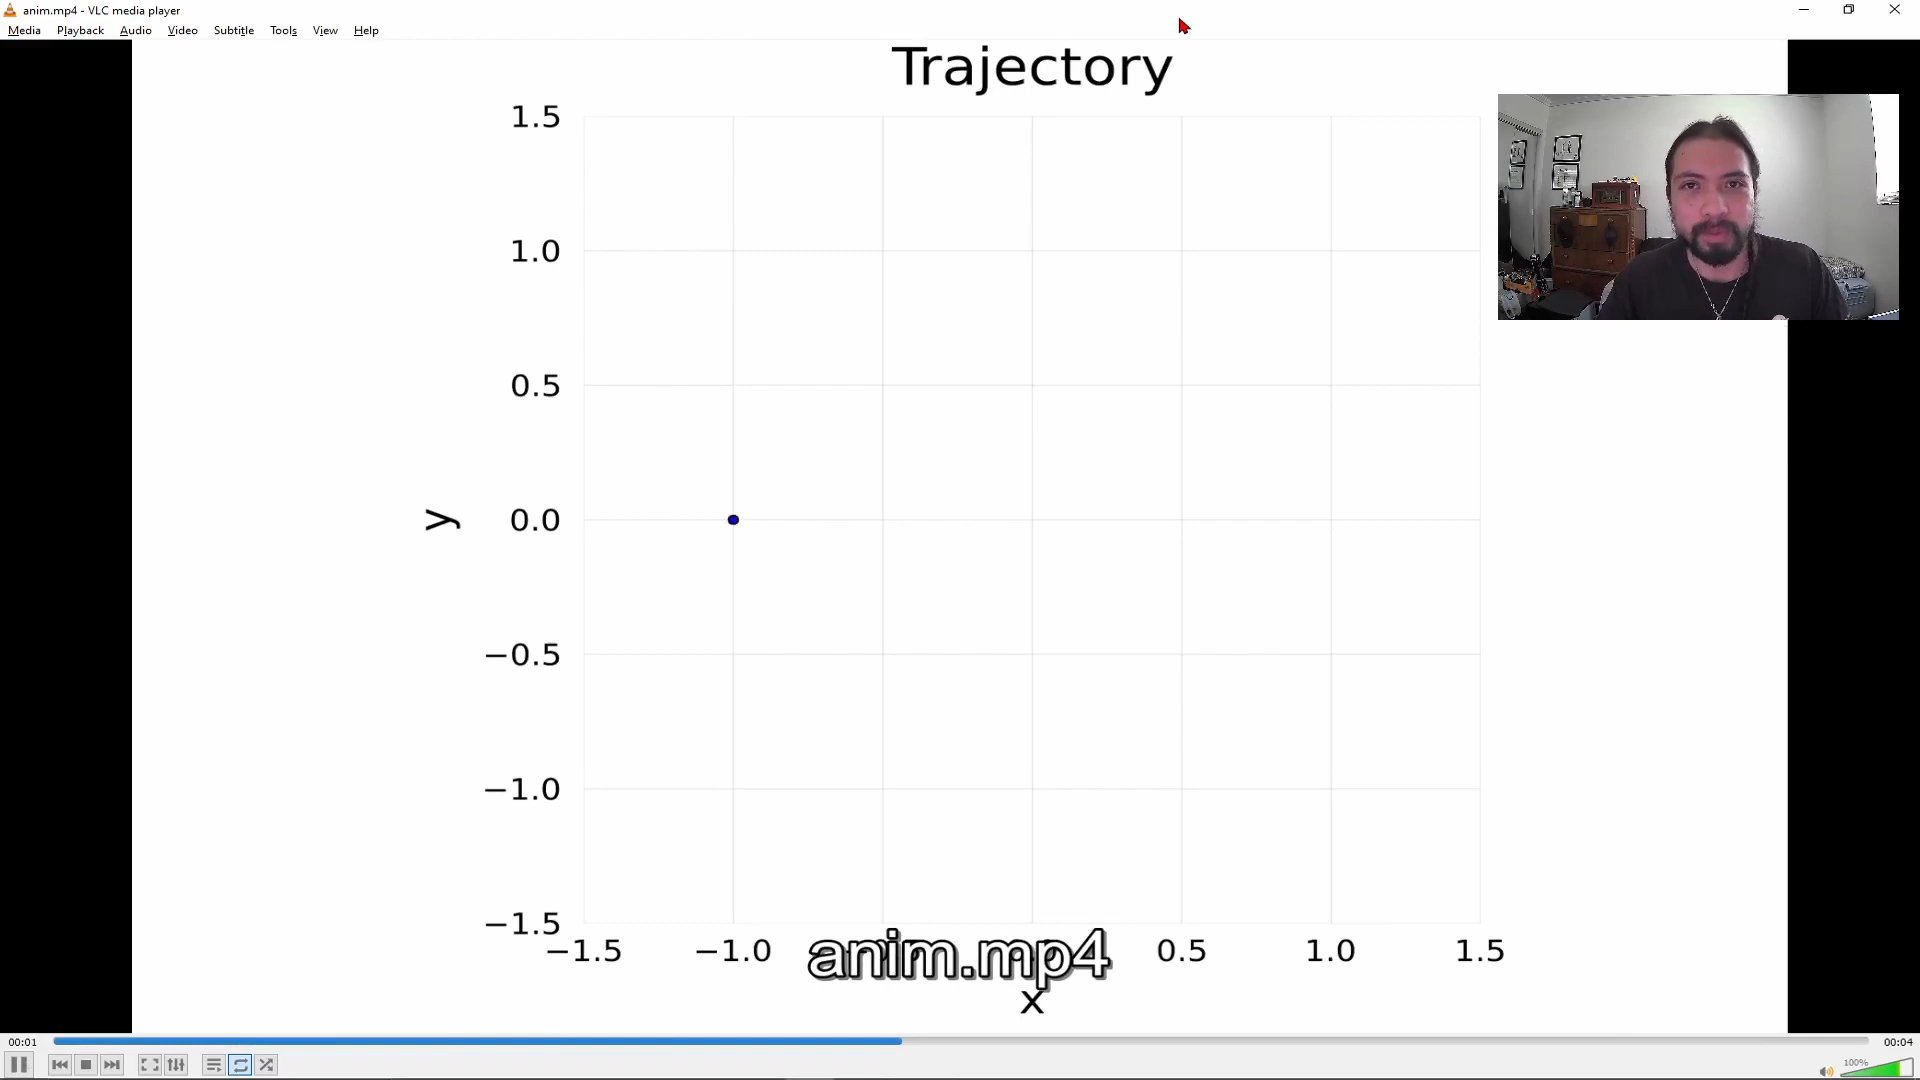 anim.mp4 - VLC media player
Media Playback Audio Video Subtitle Tools View Help
Trajectory
1.5
1.0
0.5
y
0.0
−0.5
−1.0
−1.5
−1.5 −1.0 0.5 1.0 1.5
anim.mp4
x
00:01
00:04
100%